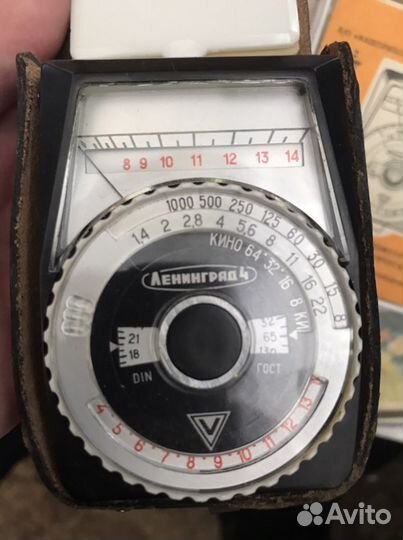 8 9 10 11 12 13 14
1000 500 250 125 60 30 15 8
1,4 2 2,8 4 5,6 8 11 16 22
КИНО 64 32 16 8 К/С
ЛЕНИНГРАД 4
21
18
DIN
32
65
ГОСТ
V
4 5 6 7 8 9 10 11 12 13
Avito